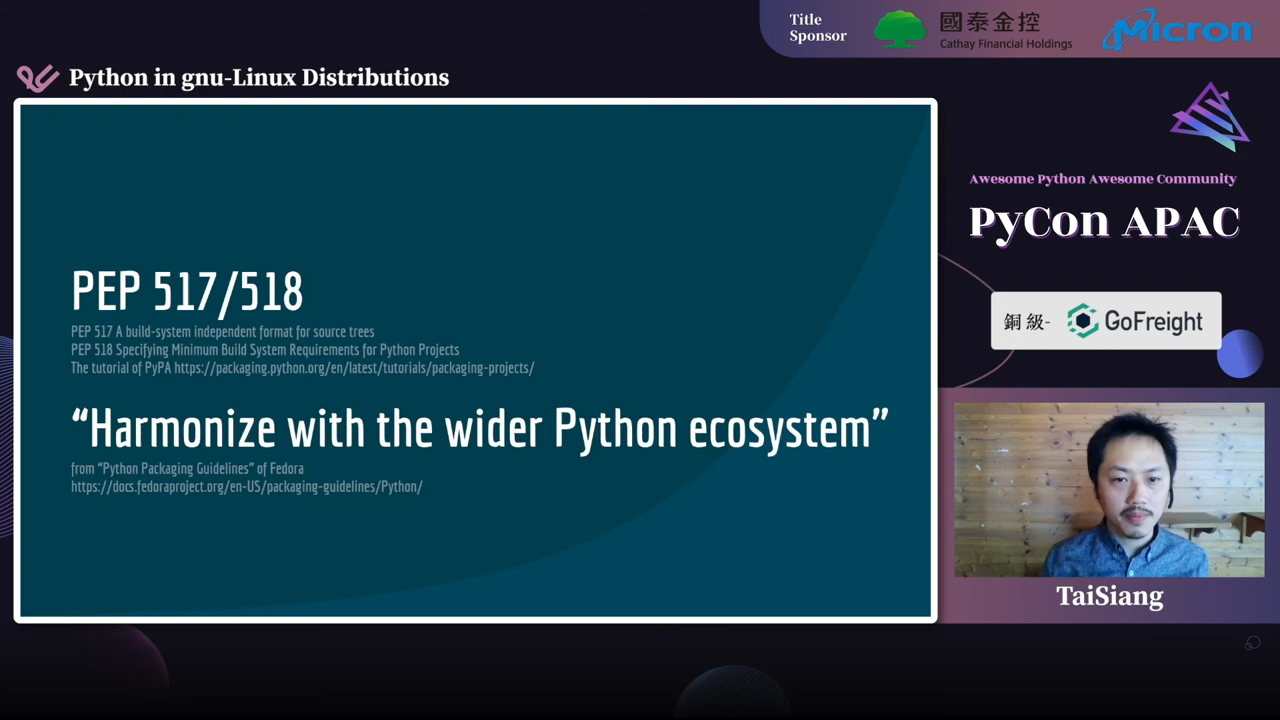 Title
Sponsor
國泰金控
Cathay Financial Holdings
Micron
Python in gnu-Linux Distributions
PEP 517/518
PEP 517 A build-system independent format for source trees
PEP 518 Specifying Minimum Build System Requirements for Python Projects
The tutorial of PyPA https://packaging.python.org/en/latest/tutorials/packaging-projects/
“Harmonize with the wider Python ecosystem”
from “Python Packaging Guidelines” of Fedora
https://docs.fedoraproject.org/en-US/packaging-guidelines/Python/
Awesome Python Awesome Community
PyCon APAC
銅級- GoFreight
TaiSiang